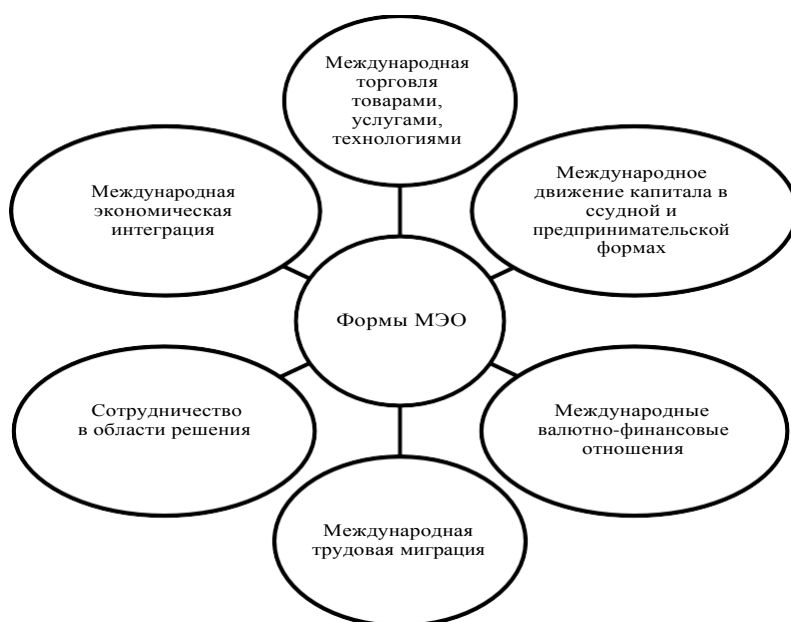 Международная
торговля
товарами,
услугами,
технологиями
Международное
движение капитала в
ссудной и
предпринимательской
формах
Международная
экономическая
интеграция
Формы МЭО
Сотрудничество
в области решения
Международные
валютно-финансовые
отношения
Международная
трудовая миграция